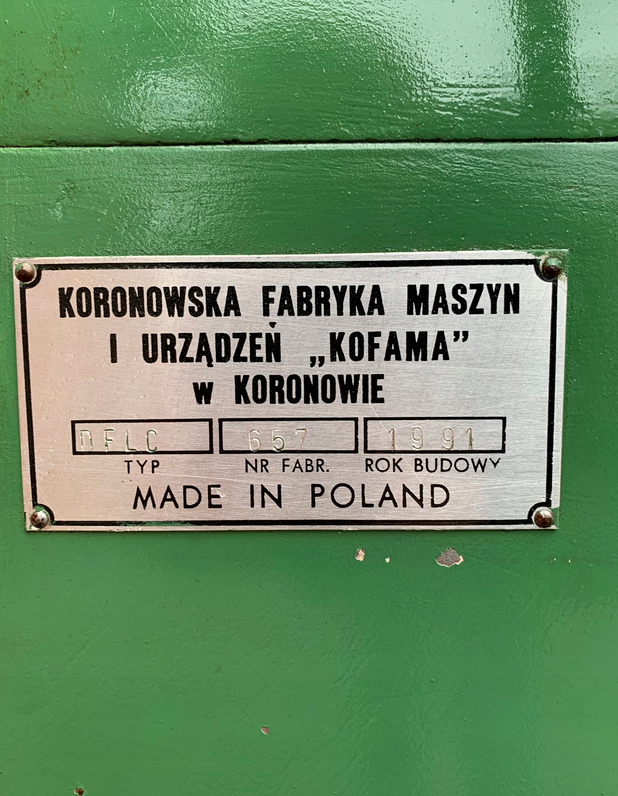 KORONOWSKA FABRYKA MASZYN
I URZĄDZEŃ „KOFAMA”
w KORONOWIE
DFLC 657 1991
TYP NR FABR. ROK BUDOWY
MADE IN POLAND